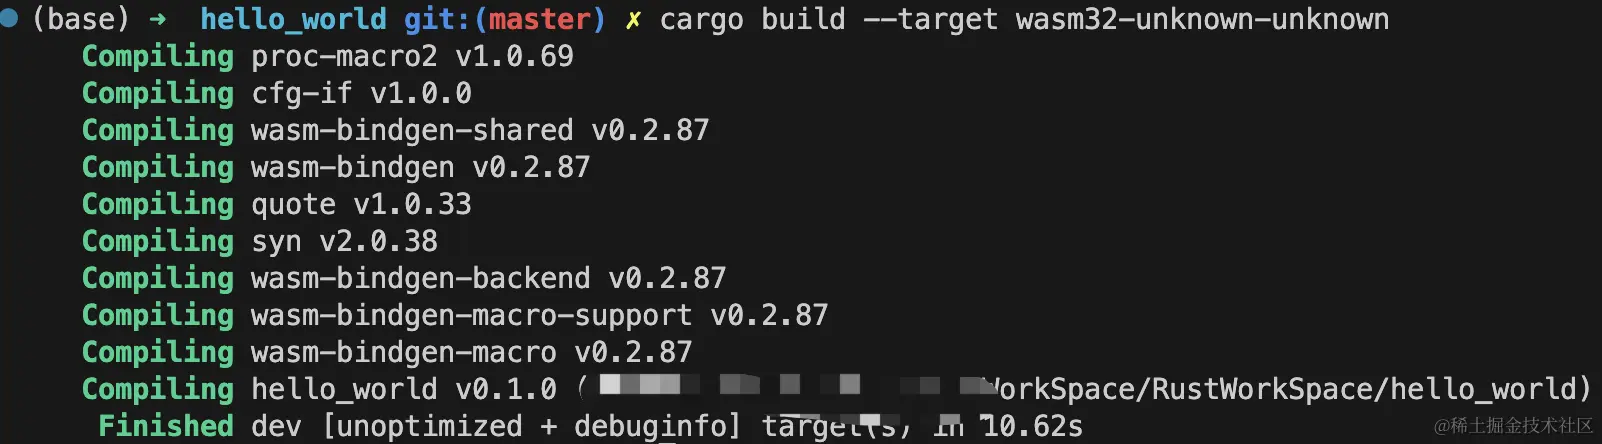 (base) ➜ hello_world git:(master) ✗ cargo build --target wasm32-unknown-unknown
Compiling proc-macro2 v1.0.69
Compiling cfg-if v1.0.0
Compiling wasm-bindgen-shared v0.2.87
Compiling wasm-bindgen v0.2.87
Compiling quote v1.0.33
Compiling syn v2.0.38
Compiling wasm-bindgen-backend v0.2.87
Compiling wasm-bindgen-macro-support v0.2.87
Compiling wasm-bindgen-macro v0.2.87
Compiling hello_world v0.1.0 (WorkSpace/RustWorkSpace/hello_world)
Finished dev [unoptimized + debuginfo] target(s) in 10.62s
@稀土掘金技术社区